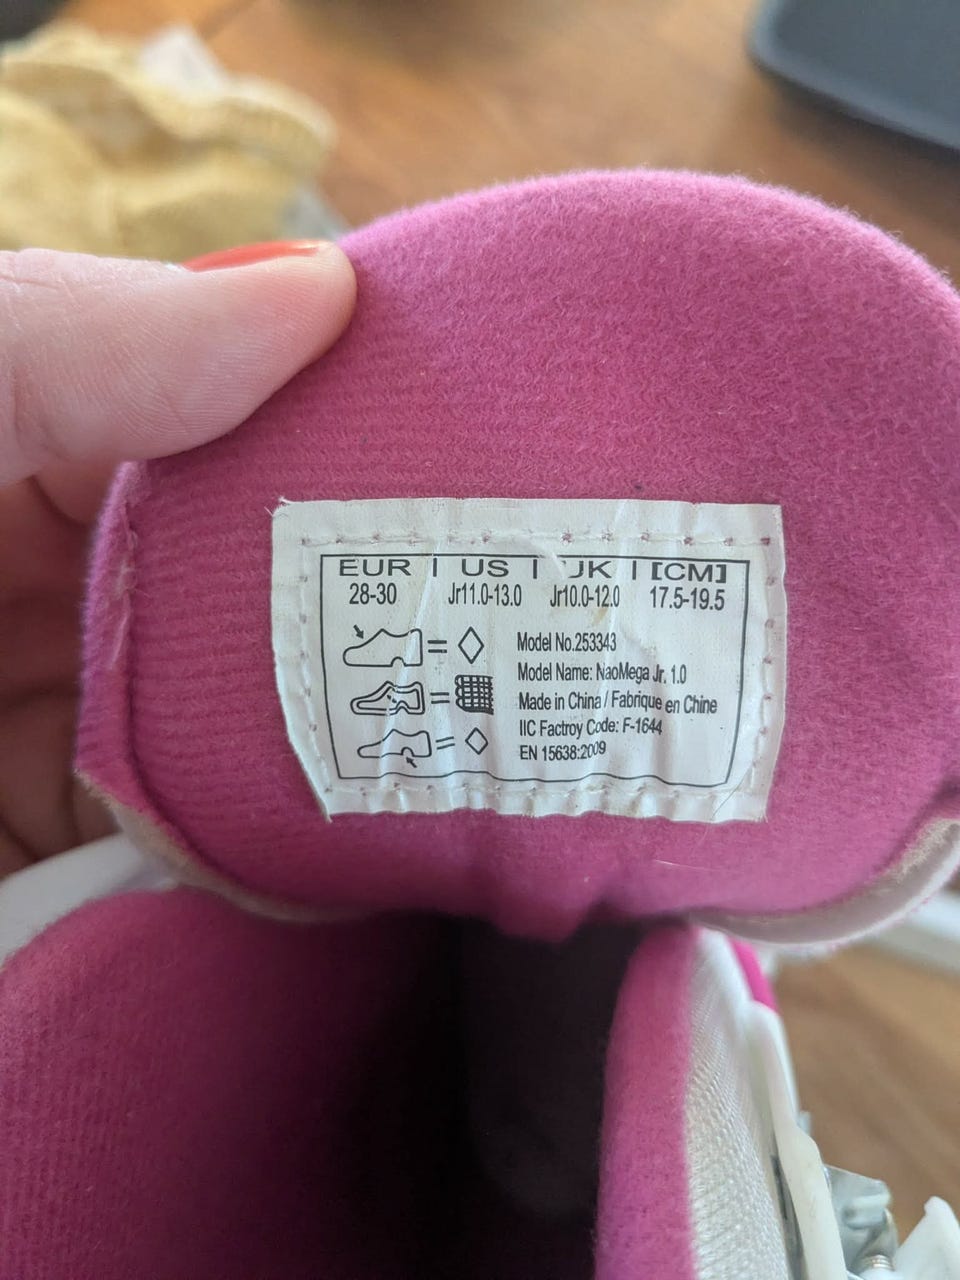 EUR | US | UK | [CM]
28-30 Jr11.0-13.0 Jr10.0-12.0 17.5-19.5
Model No.253343
Model Name: NaoMega Jr. 1.0
Made in China / Fabrique en Chine
IIC Factroy Code: F-1644
EN 15638:2009